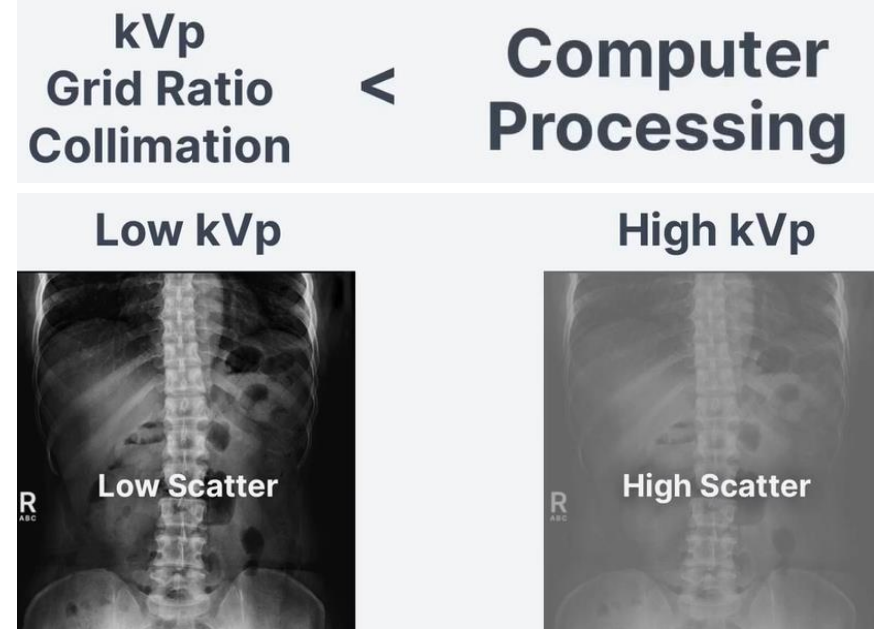 kVp
Grid Ratio
Collimation
<
Computer
Processing
Low kVp
High kVp
Low Scatter
R
ABC
High Scatter
R
ABC